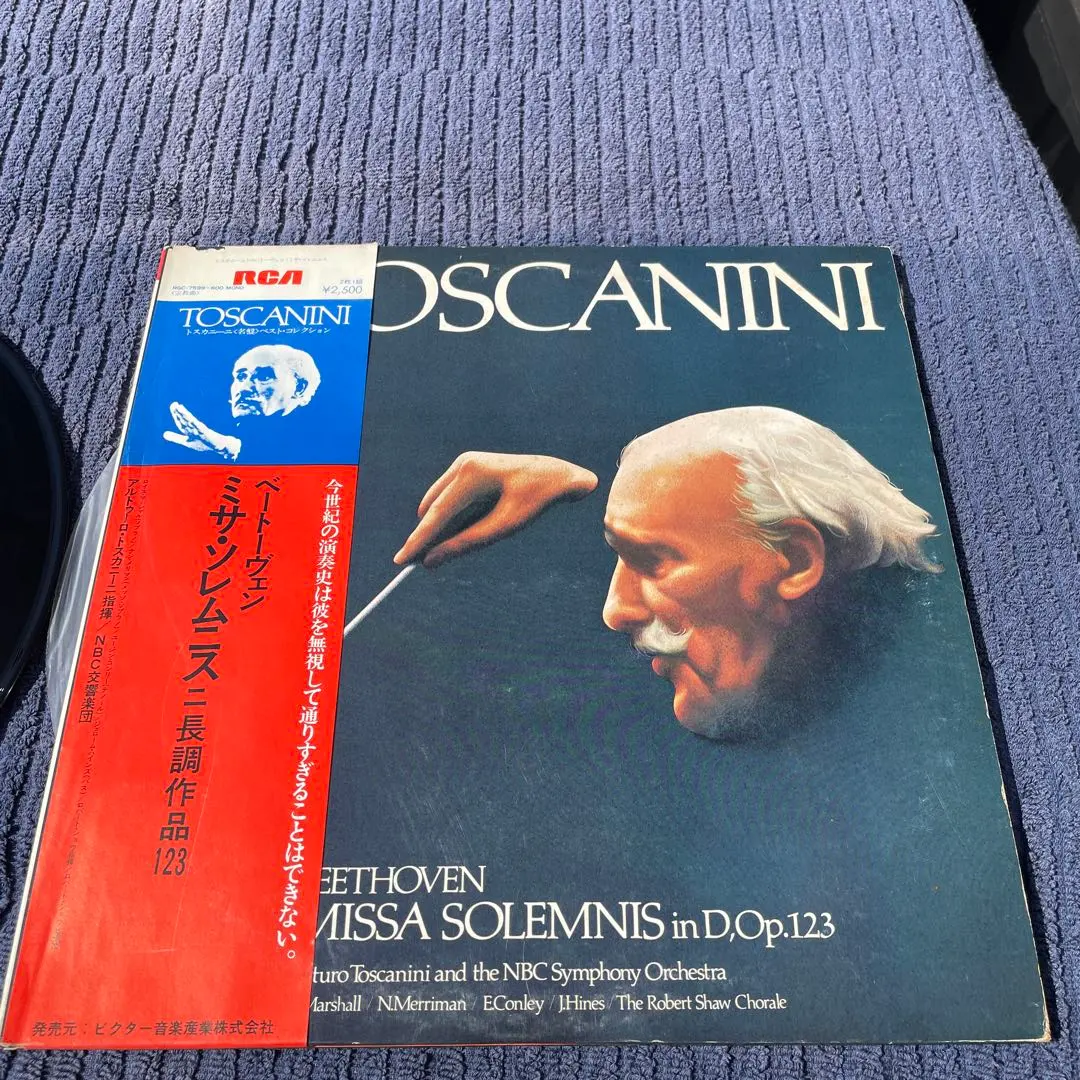 RCA
RGC-7599~600 MONO
2枚1組
¥2,500
〈宗教曲〉
TOSCANINI
トスカニーニ〈名盤〉ベスト・コレクション
今世紀の演奏史は彼を無視して通りすぎることはできない。
ベートーヴェン
ミサ・ソレムニス ニ長調作品123
アルトゥーロ・トスカニーニ指揮/NBC交響楽団
発売元:ビクター音楽産業株式会社
OSCANINI
EETHOVEN
MISSA SOLEMNIS in D,Op.123
turo Toscanini and the NBC Symphony Orchestra
Marshall / N.Merriman / E.Conley / J.Hines / The Robert Shaw Chorale